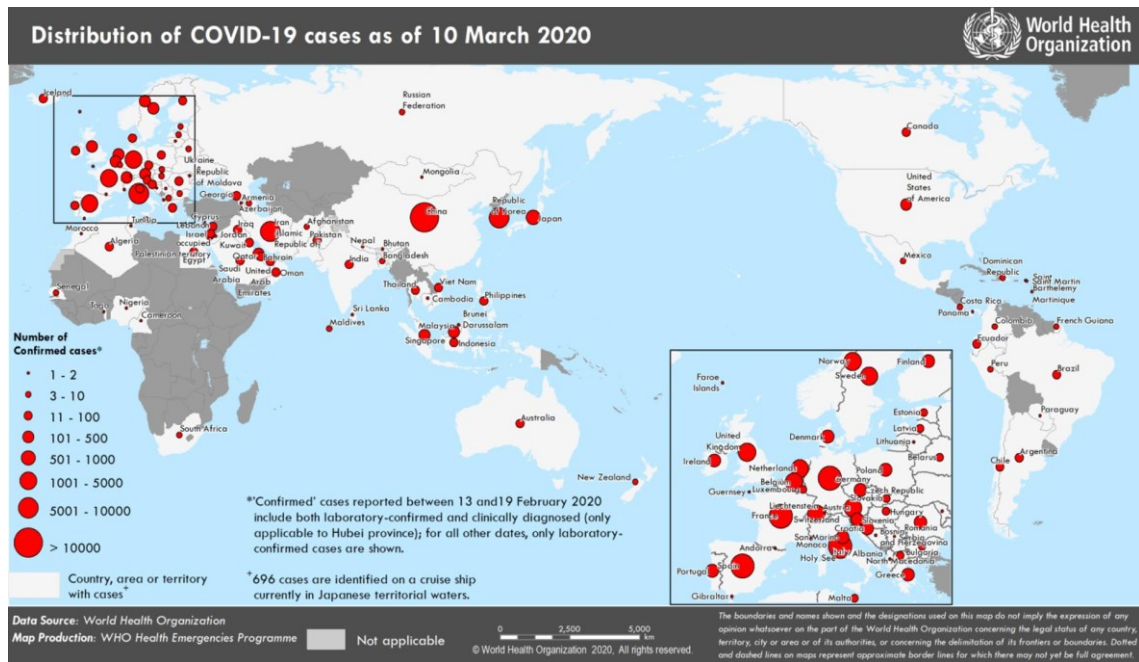 Distribution of COVID-19 cases as of 10 March 2020
World Health
Organization
Iceland
Russian
Federation
Ukraine
Republic
of Moldova
Georgia
Armenia
Azerbaijan
Mongolia
China
Republic
of Korea
Japan
Tunisia
Morocco
Algeria
Cyprus
Lebanon
Israel
occupied
Palestinian territory
Egypt
Iraq
Jordan
Kuwait
Iran
(Islamic
Republic of)
Afghanistan
Pakistan
Qatar
Bahrain
Saudi
Arabia
United
Arab
Emirates
Oman
Nepal
Bhutan
Bangladesh
India
Thailand
Viet Nam
Cambodia
Philippines
Sri Lanka
Maldives
Malaysia
Brunei
Darussalam
Singapore
Indonesia
Senegal
Togo
Nigeria
Cameroon
South Africa
Australia
New Zealand
Canada
United
States of
America
Mexico
Dominican
Republic
Saint
Martin
Saint
Barthelemy
Martinique
Costa Rica
Panama
Colombia
French Guiana
Ecuador
Peru
Brazil
Paraguay
Chile
Argentina
Number of
Confirmed cases*
1 - 2
3 - 10
11 - 100
101 - 500
501 - 1000
1001 - 5000
5001 - 10000
> 10000
Country, area or territory
with cases+
*'Confirmed' cases reported between 13 and19 February 2020
include both laboratory-confirmed and clinically diagnosed (only
applicable to Hubei province); for all other dates, only laboratory-
confirmed cases are shown.
+696 cases are identified on a cruise ship
currently in Japanese territorial waters.
Norway
Finland
Faroe
Islands
Sweden
Estonia
Latvia
Lithuania
United
Kingdom
Denmark
Ireland
Belarus
Netherlands
Belgium
Germany
Poland
Luxembourg
Guernsey
Czech Republic
Slovakia
Liechtenstein
Austria
Hungary
France
Switzerland
Slovenia
Croatia
Romania
San Marino
Monaco
Bosnia
and Herzegovina
Serbia
Italy
Andorra
Holy See
Albania
Bulgaria
North Macedonia
Portugal
Spain
Greece
Gibraltar
Malta
Data Source: World Health Organization
Map Production: WHO Health Emergencies Programme
Not applicable
0 2,500 5,000
km
© World Health Organization 2020, All rights reserved.
The boundaries and names shown and the designations used on this map do not imply the expression of any
opinion whatsoever on the part of the World Health Organization concerning the legal status of any country,
territory, city or area or of its authorities, or concerning the delimitation of its frontiers or boundaries. Dotted
and dashed lines on maps represent approximate border lines for which there may not yet be full agreement.